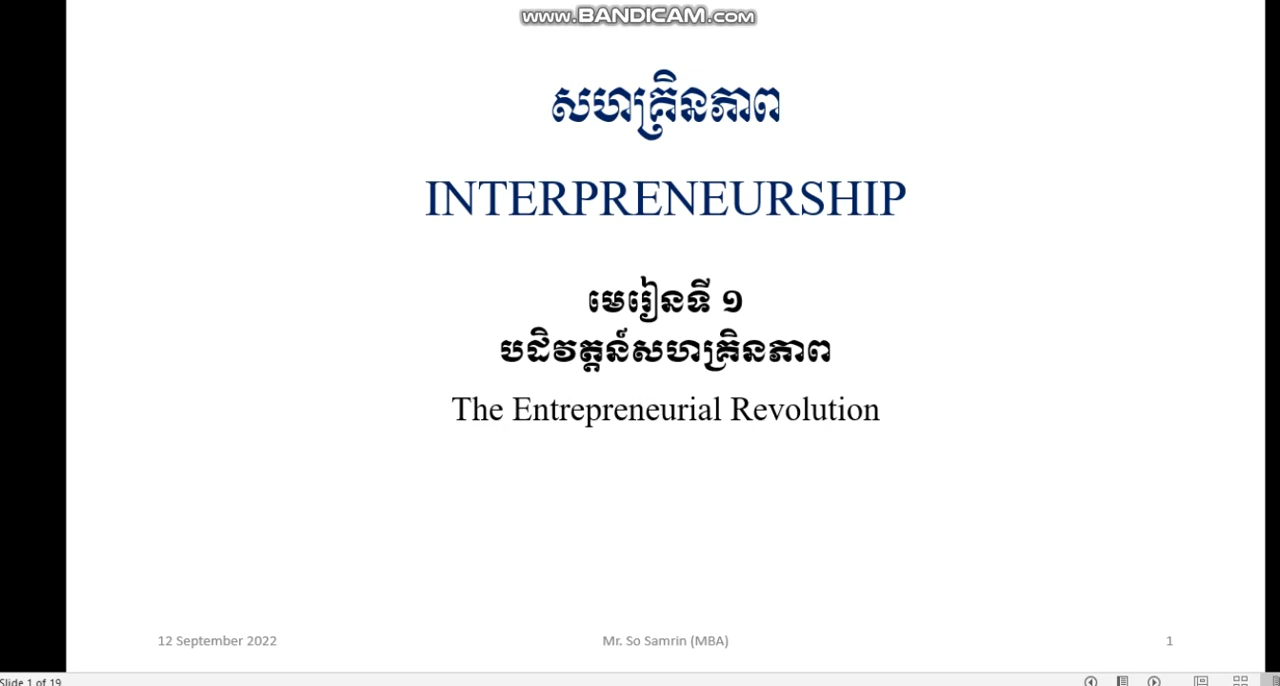 www.BANDICAM.com
សហគ្រិនភាព
INTERPRENEURSHIP
មេរៀនទី ១
បដិវត្តន៍សហគ្រិនភាព
The Entrepreneurial Revolution
12 September 2022
Mr. So Samrin (MBA)
1
Slide 1 of 19